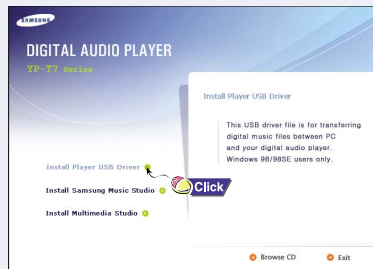 SAMSUNG
DIGITAL AUDIO PLAYER
YP-T7 Series
Install Player USB Driver
This USB driver file is for transferring
digital music files between PC
and your digital audio player.
Windows 98/98SE users only.
Install Player USB Driver
Click
Install Samsung Music Studio
Install Multimedia Studio
Browse CD
Exit